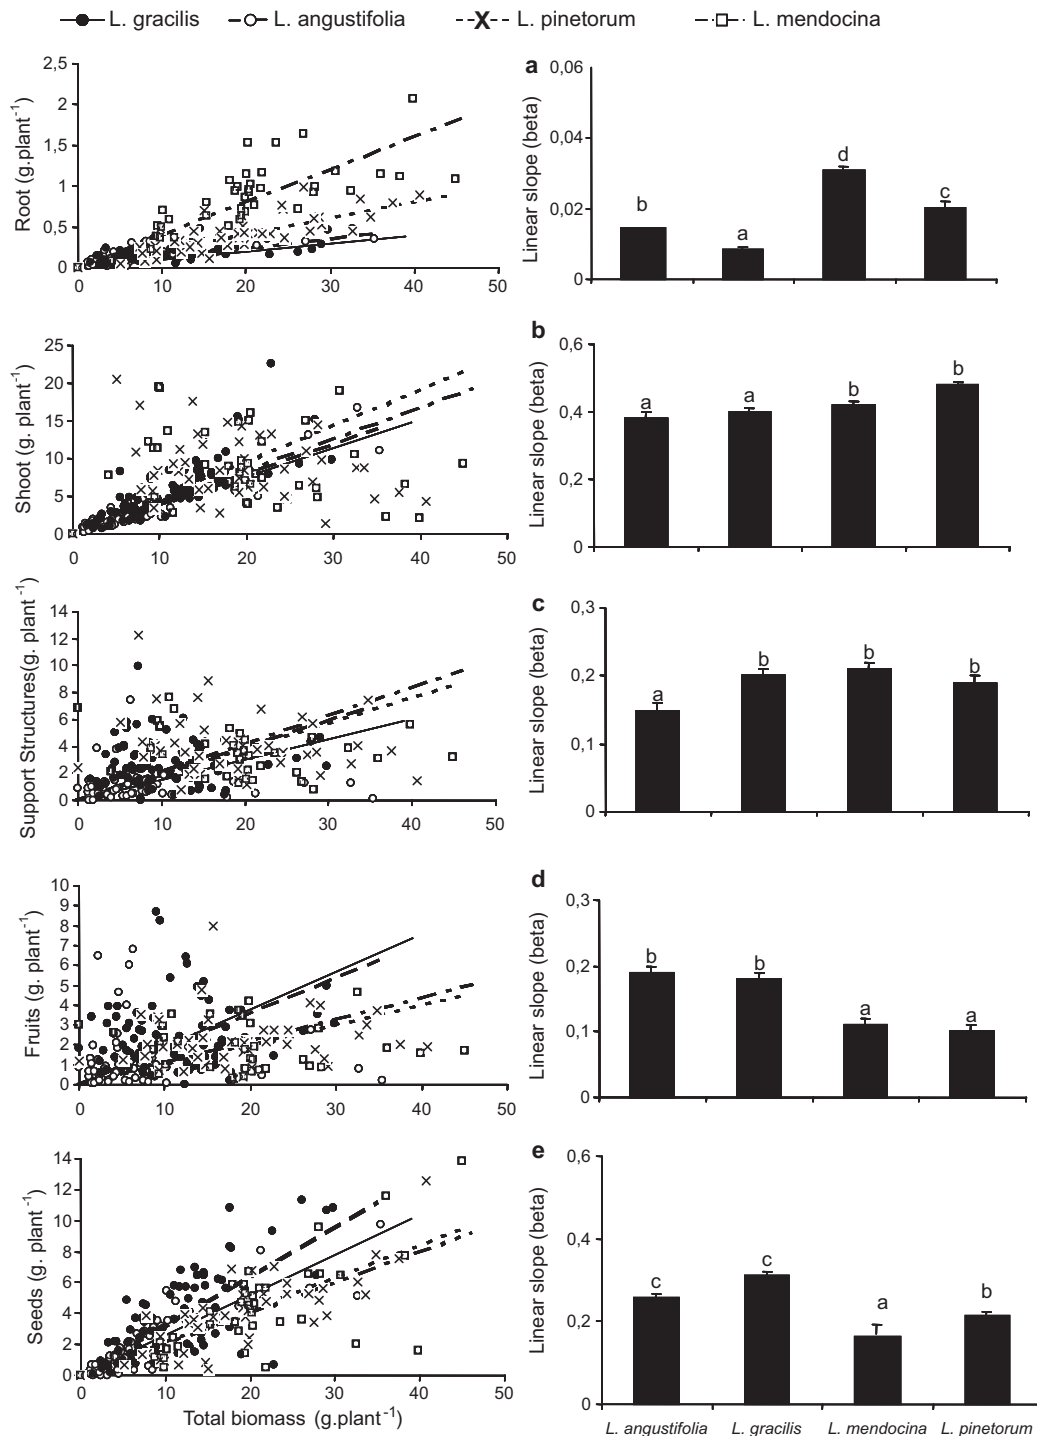 L. gracilis L. angustifolia X L. pinetorum L. mendocina
a
2,5
2
1,5
1
0,5
0
Root (g.plant-1)
0 10 20 30 40 50
0,06
0,04
0,02
0
Linear slope (beta)
b a d c
b
25
20
15
10
5
0
Shoot (g. plant-1)
0 10 20 30 40 50
0,6
0,4
0,2
0
Linear slope (beta)
a a b b
c
14
12
10
8
6
4
2
0
Support Structures(g. plant-1)
0 10 20 30 40 50
0,3
0,2
0,1
0
Linear slope (beta)
a b b b
d
10
9
8
7
6
5
4
3
2
1
0
Fruits (g. plant-1)
0 10 20 30 40 50
0,3
0,2
0,1
0
Linear slope (beta)
b b a a
e
14
12
10
8
6
4
2
0
Seeds (g. plant-1)
0 10 20 30 40 50
Total biomass (g.plant-1)
0,6
0,4
0,2
0
Linear slope (beta)
c c a b
L. angustifolia L. gracilis L. mendocina L. pinetorum